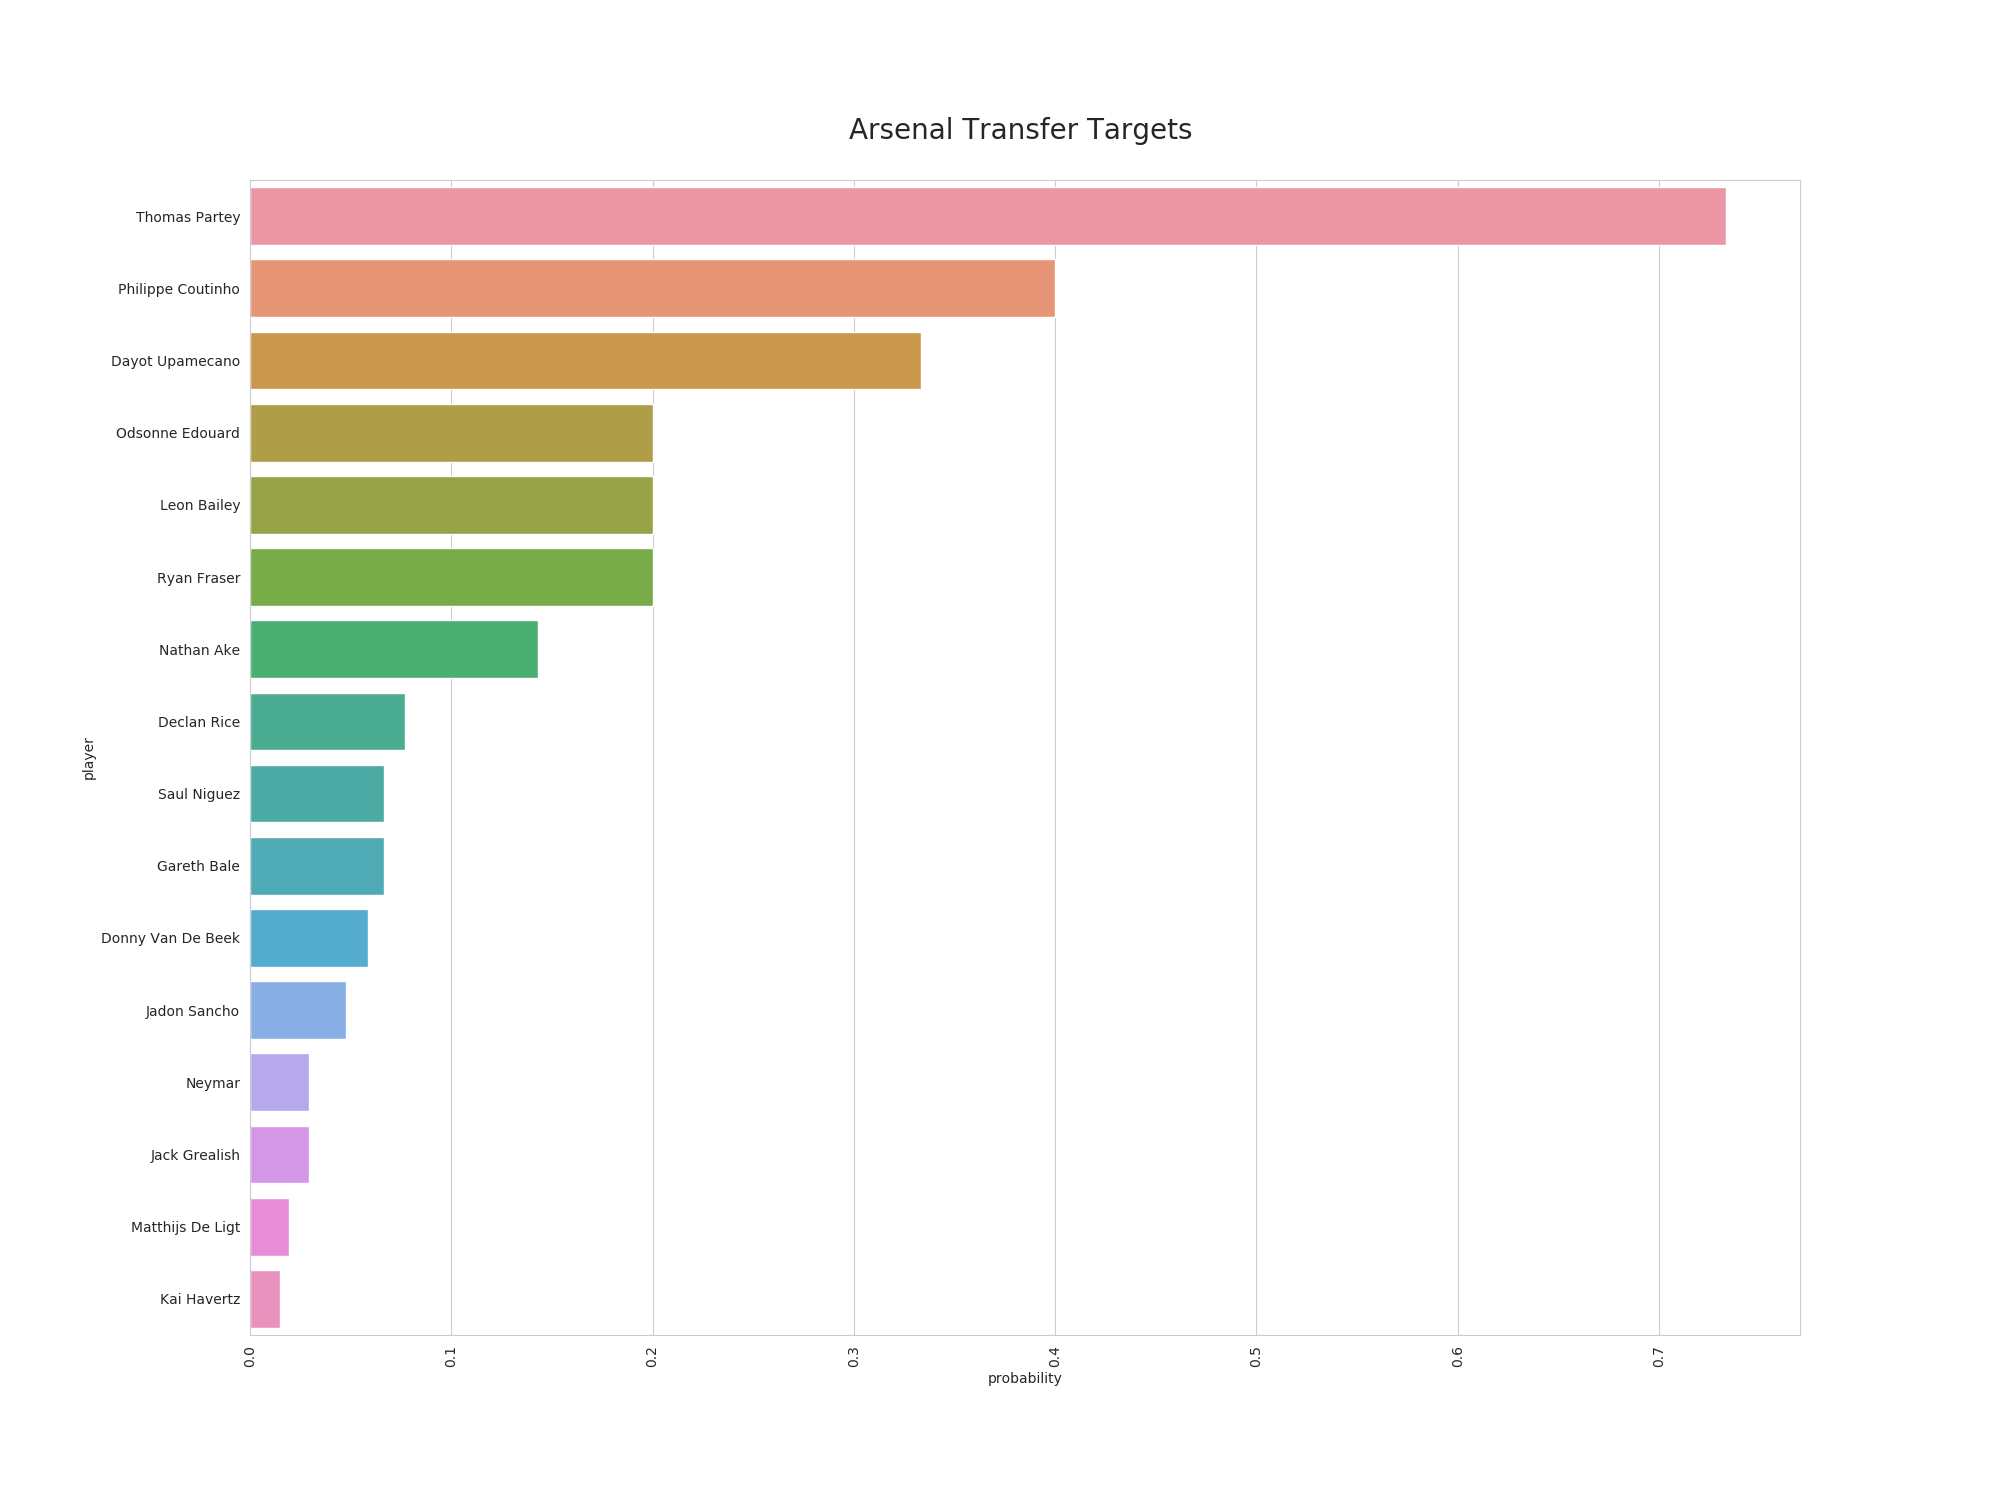 Arsenal Transfer Targets
player
Thomas Partey
Philippe Coutinho
Dayot Upamecano
Odsonne Edouard
Leon Bailey
Ryan Fraser
Nathan Ake
Declan Rice
Saul Niguez
Gareth Bale
Donny Van De Beek
Jadon Sancho
Neymar
Jack Grealish
Matthijs De Ligt
Kai Havertz
0.0
0.1
0.2
0.3
0.4
0.5
0.6
0.7
probability